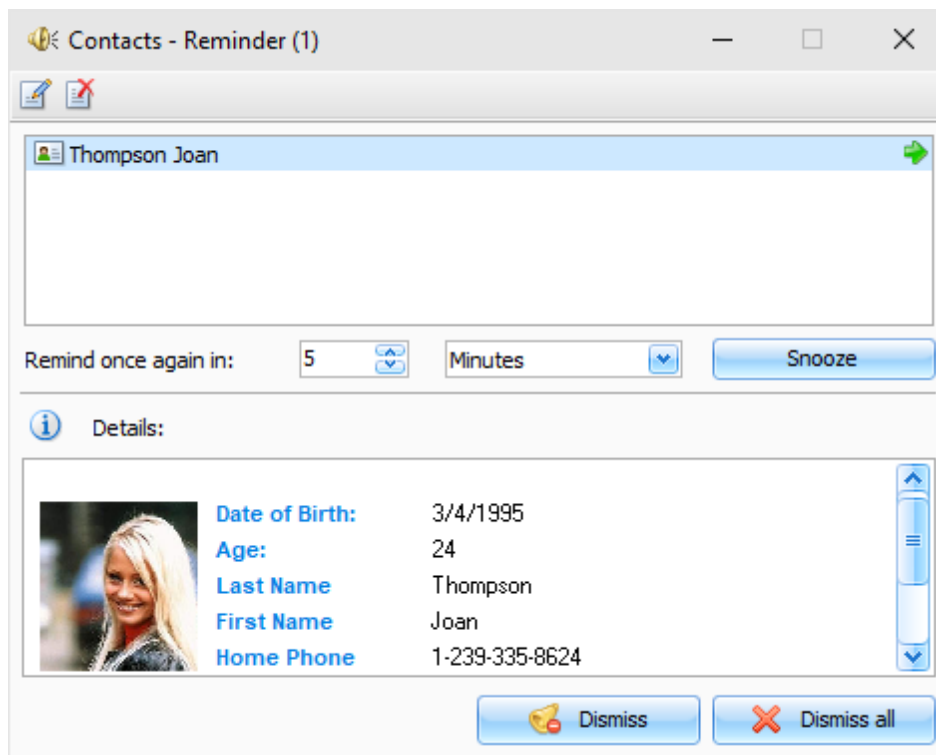 Contacts - Reminder (1)
Thompson Joan
Remind once again in: 5 Minutes Snooze
Details:
Date of Birth: 3/4/1995
Age: 24
Last Name Thompson
First Name Joan
Home Phone 1-239-335-8624
Dismiss Dismiss all